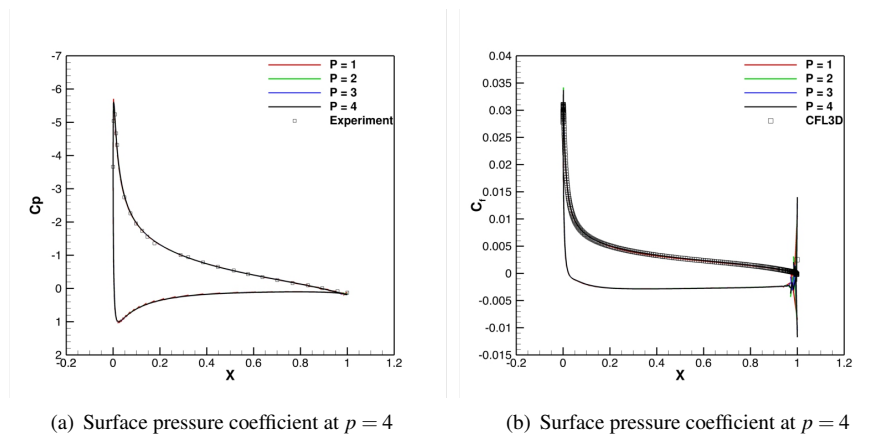 -7
-6
-5
-4
-3
-2
-1
0
1
2
Cp
-0.2
0
0.2
0.4
0.6
0.8
1
1.2
X
P = 1
P = 2
P = 3
P = 4
Experiment
0.04
0.035
0.03
0.025
0.02
0.015
0.01
0.005
0
-0.005
-0.01
-0.015
Cf
-0.2
0
0.2
0.4
0.6
0.8
1
1.2
X
P = 1
P = 2
P = 3
P = 4
CFL3D
(a) Surface pressure coefficient at p = 4
(b) Surface pressure coefficient at p = 4